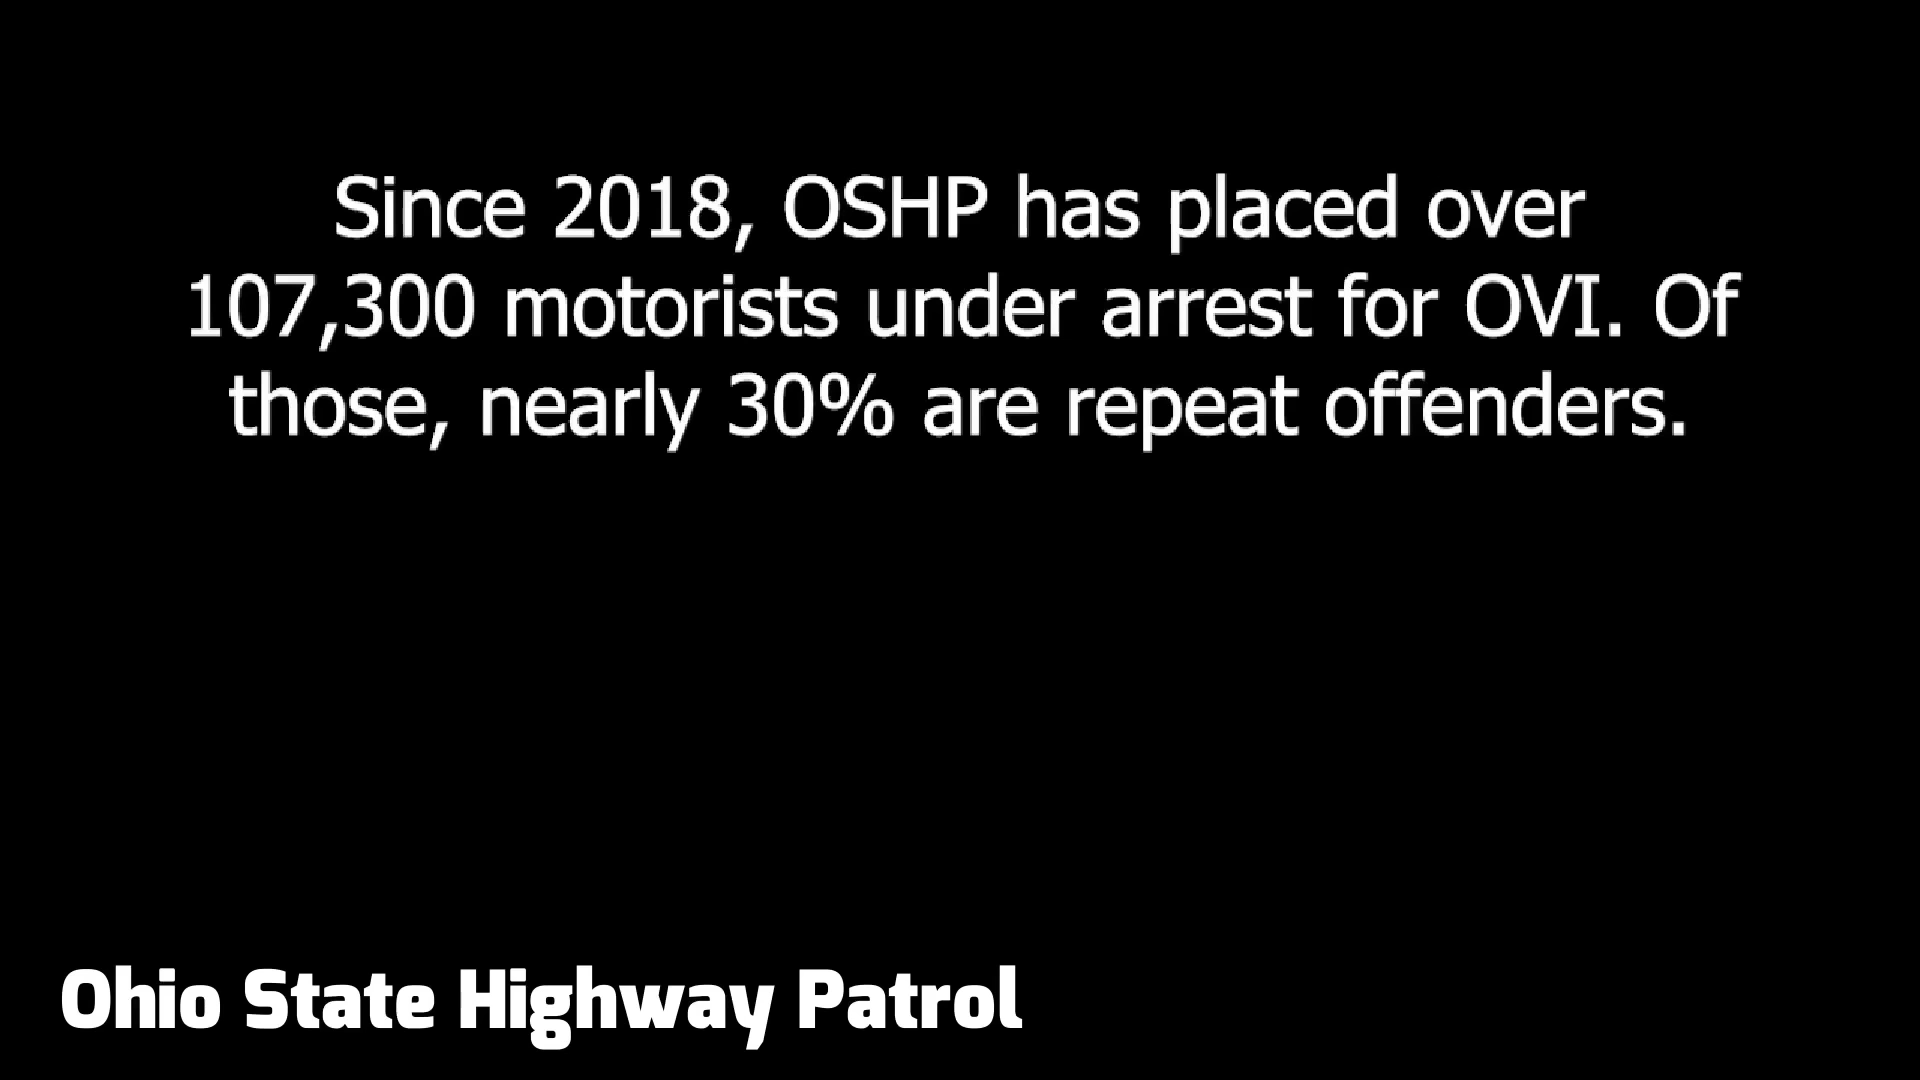 Since 2018, OSHP has placed over
107,300 motorists under arrest for OVI. Of
those, nearly 30% are repeat offenders.
Ohio State Highway Patrol